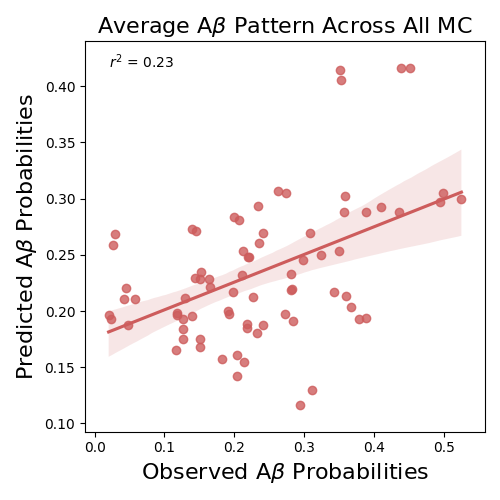 Average Aβ Pattern Across All MC
r² = 0.23
Predicted Aβ Probabilities
0.40
0.35
0.30
0.25
0.20
0.15
0.10
0.0 0.1 0.2 0.3 0.4 0.5
Observed Aβ Probabilities